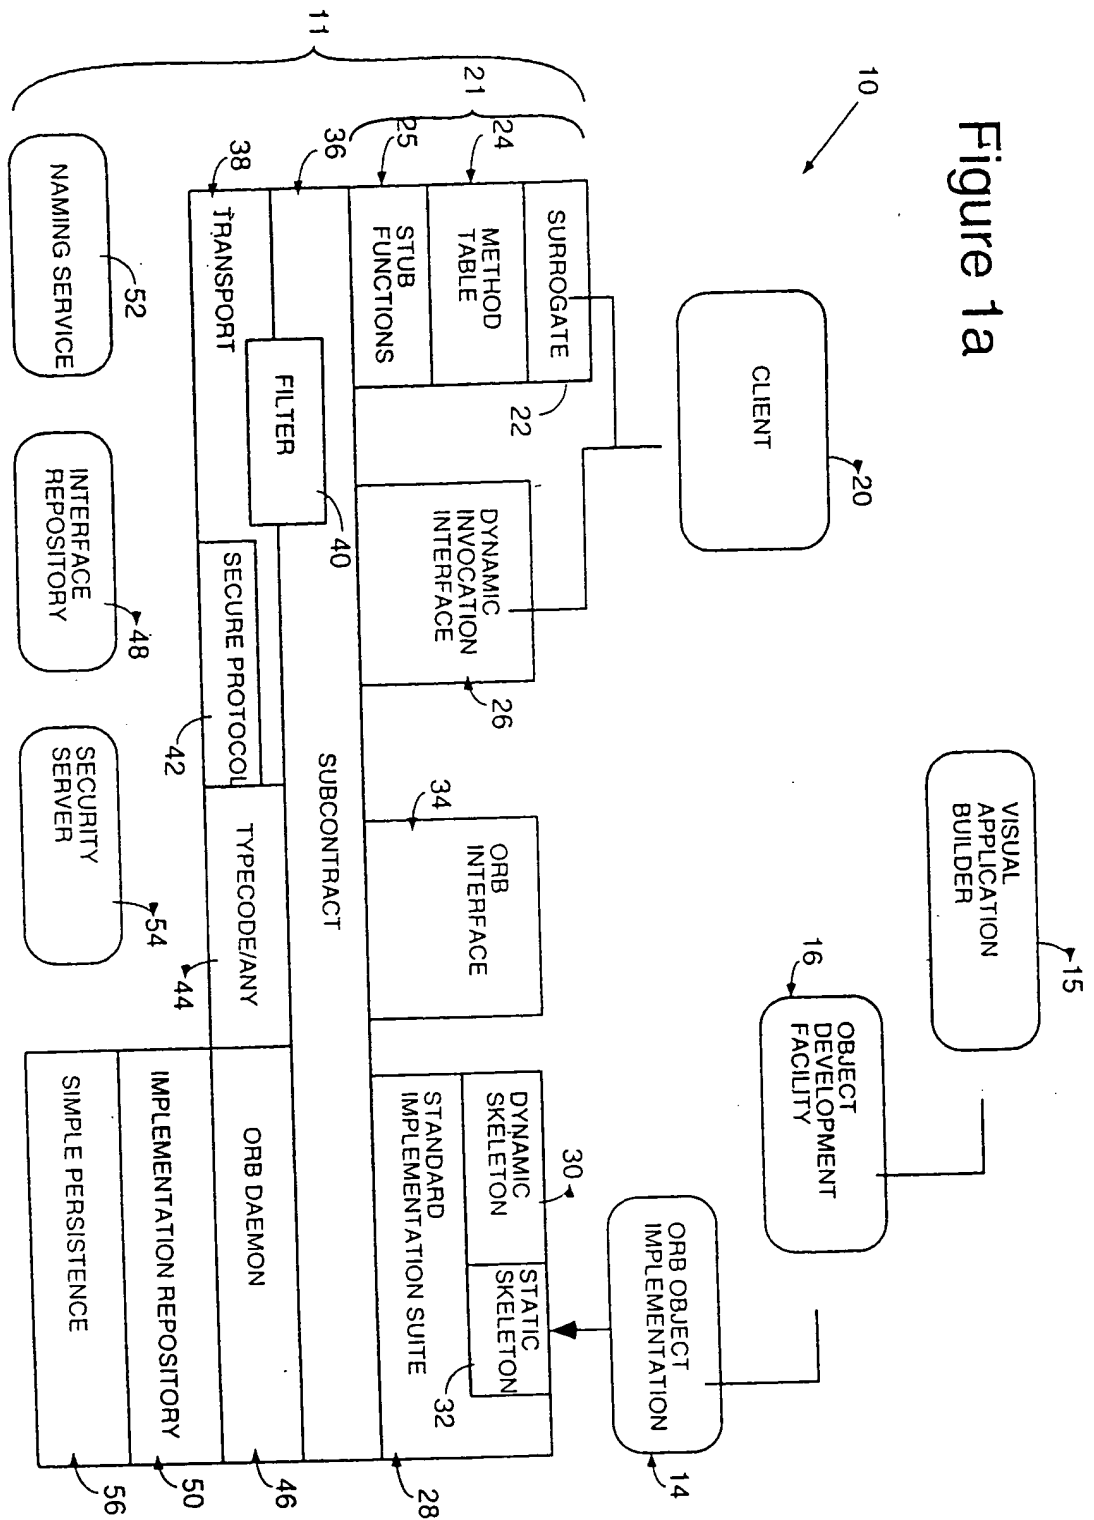 Figure 1a
10
CLIENT
20
VISUAL
APPLICATION
BUILDER
15
16
OBJECT
DEVELOPMENT
FACILITY
ORB OBJECT
IMPLEMENTATION
14
11
21
24
25
36
38
SURROGATE
22
METHOD
TABLE
STUB
FUNCTIONS
DYNAMIC
INVOCATION
INTERFACE
26
34
ORB
INTERFACE
30
DYNAMIC
SKELETON
STATIC
SKELETON
32
STANDARD
IMPLEMENTATION SUITE
28
SUBCONTRACT
TRANSPORT
FILTER
40
SECURE PROTOCOL
42
TYPECODE/ANY
44
ORB DAEMON
46
IMPLEMENTATION REPOSITORY
50
SIMPLE PERSISTENCE
56
NAMING SERVICE
52
INTERFACE
REPOSITORY
48
SECURITY
SERVER
54